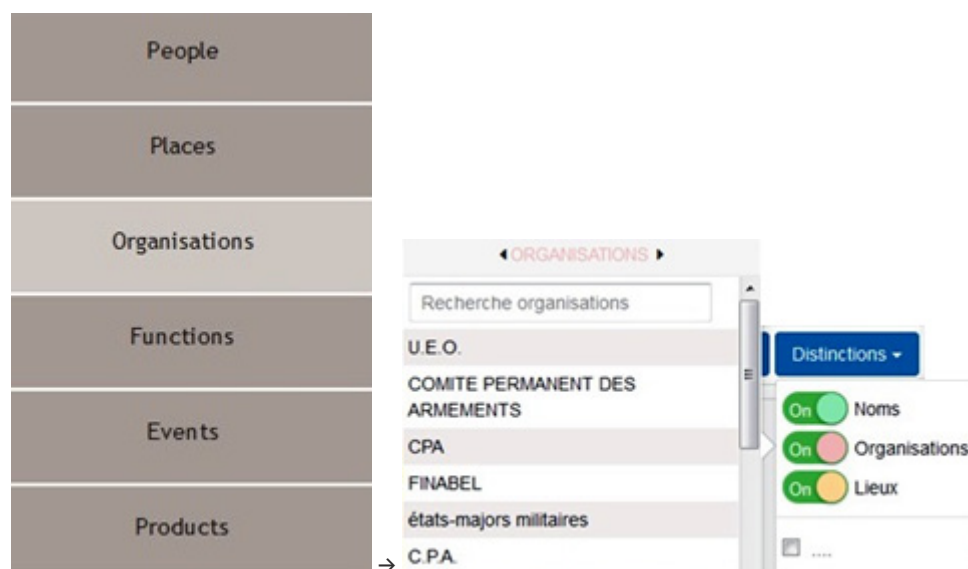 People
Places
Organisations
Functions
Events
Products
→
ORGANISATIONS
Recherche organisations
U.E.O.
COMITE PERMANENT DES
ARMEMENTS
CPA
FINABEL
états-majors militaires
C.P.A.
Distinctions
On Noms
On Organisations
On Lieux
....